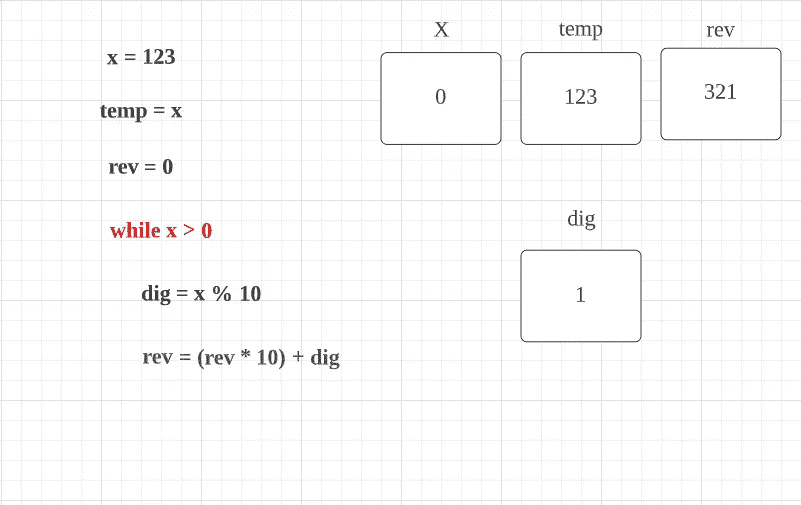 x = 123
temp = x
rev = 0
while x > 0
dig = x % 10
rev = (rev * 10) + dig
X
0
temp
123
rev
321
dig
1